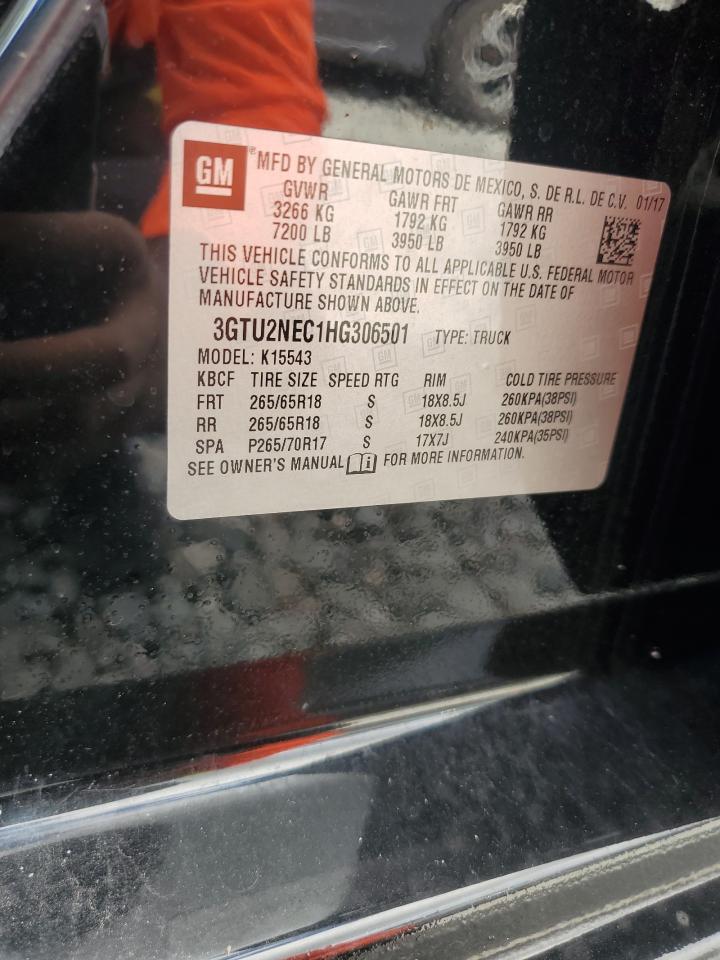 GM ® MFD BY GENERAL MOTORS DE MEXICO, S. DE R.L. DE C.V. 01/17
GVWR GAWR FRT GAWR RR
3266 KG 1792 KG 1792 KG
7200 LB 3950 LB 3950 LB
THIS VEHICLE CONFORMS TO ALL APPLICABLE U.S. FEDERAL MOTOR
VEHICLE SAFETY STANDARDS IN EFFECT ON THE DATE OF
MANUFACTURE SHOWN ABOVE.
3GTU2NEC1HG306501 TYPE: TRUCK
MODEL: K15543
KBCF TIRE SIZE SPEED RTG RIM COLD TIRE PRESSURE
FRT 265/65R18 S 18X8.5J 260KPA(38PSI)
RR 265/65R18 S 18X8.5J 260KPA(38PSI)
SPA P265/70R17 S 17X7J 240KPA(35PSI)
SEE OWNER'S MANUAL FOR MORE INFORMATION.